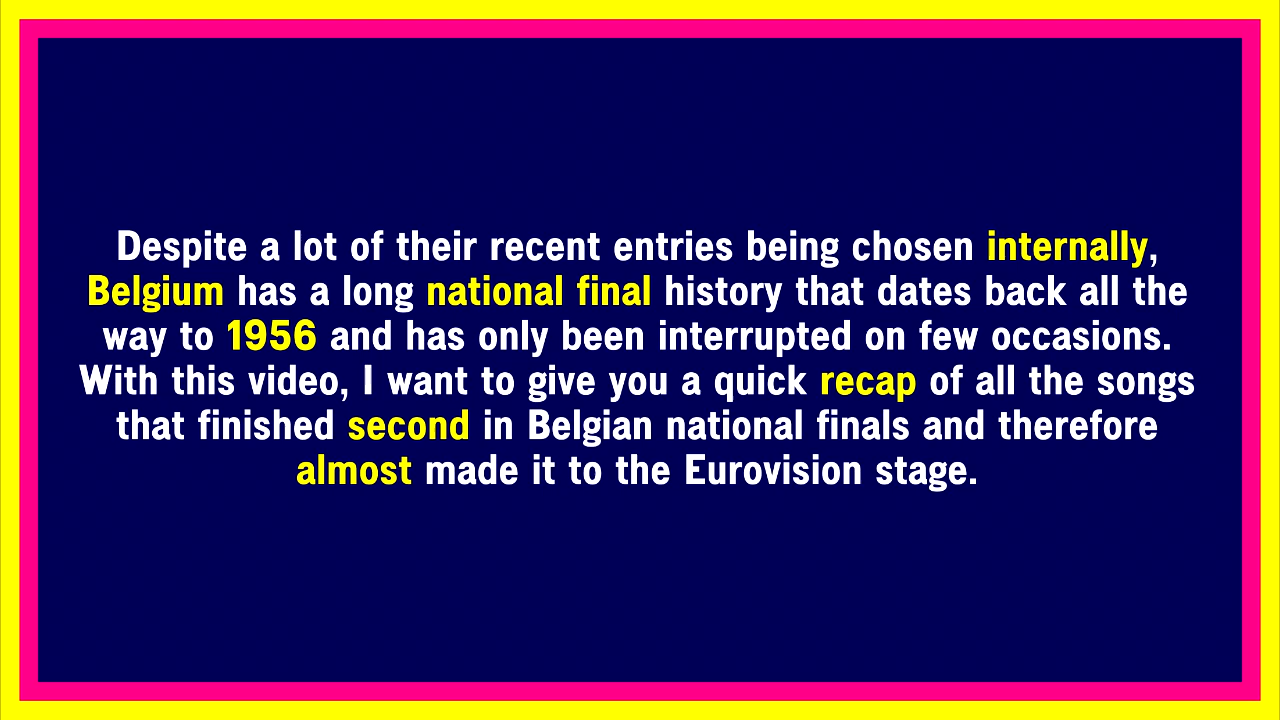 Despite a lot of their recent entries being chosen internally,
Belgium has a long national final history that dates back all the
way to 1956 and has only been interrupted on few occasions.
With this video, I want to give you a quick recap of all the songs
that finished second in Belgian national finals and therefore
almost made it to the Eurovision stage.